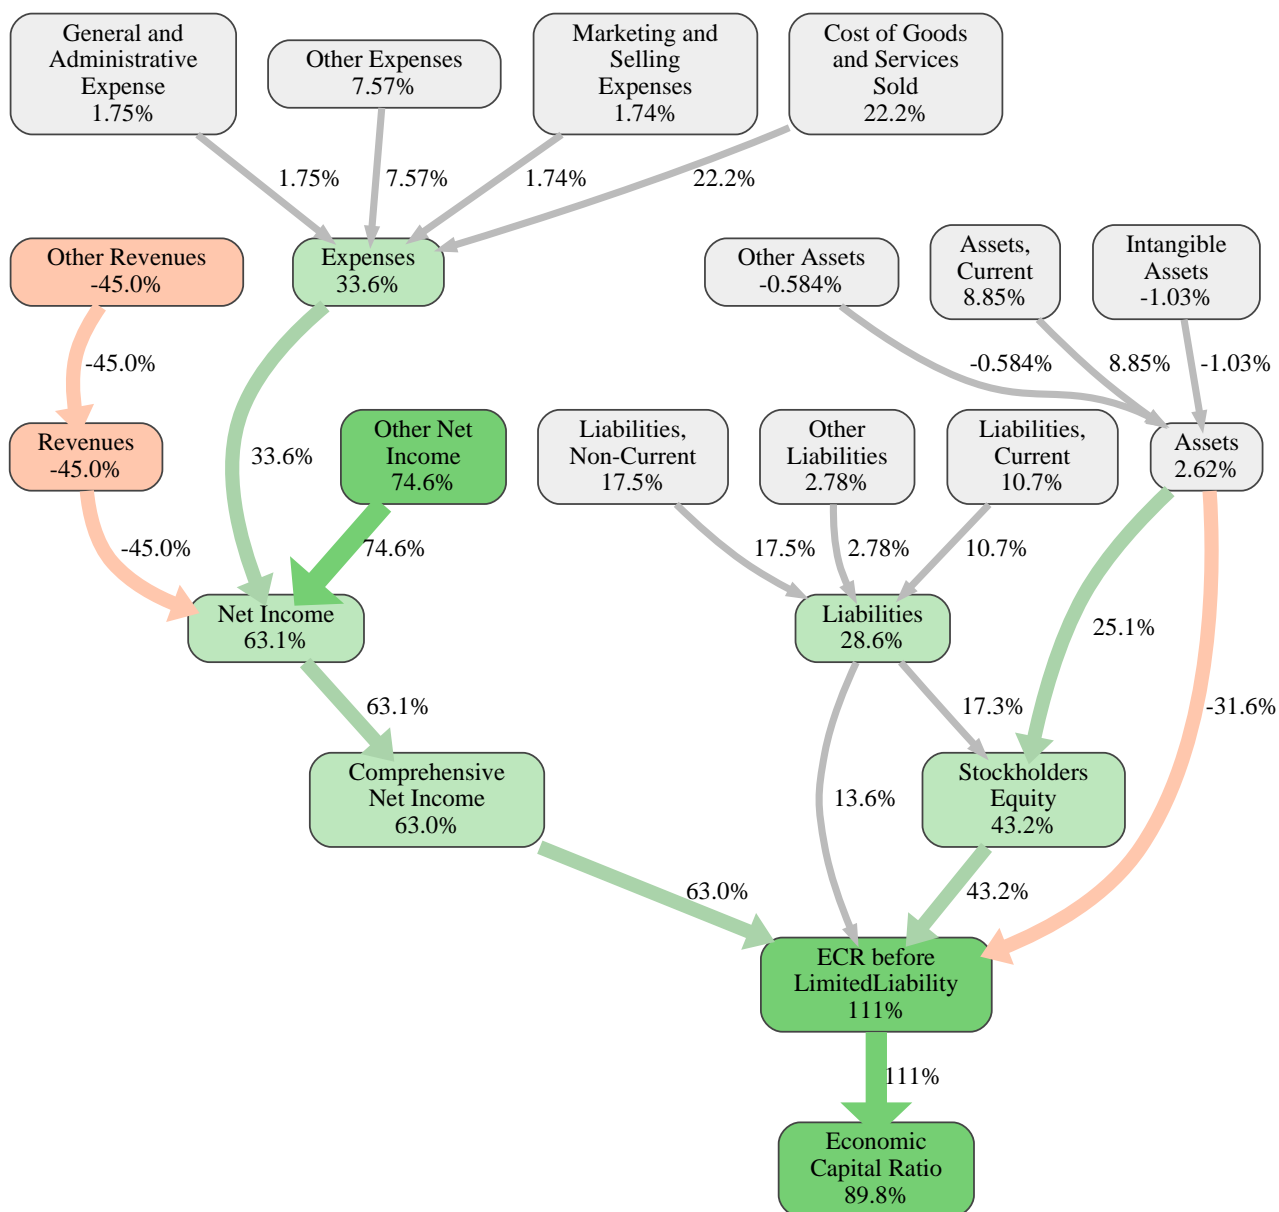 General and
Administrative
Expense
1.75%
Other Expenses
7.57%
Marketing and
Selling
Expenses
1.74%
Cost of Goods
and Services
Sold
22.2%
1.75%
7.57%
1.74%
22.2%
Other Revenues
-45.0%
Expenses
33.6%
Other Assets
-0.584%
Assets,
Current
8.85%
Intangible
Assets
-1.03%
-45.0%
-0.584%
8.85%
-1.03%
Revenues
-45.0%
33.6%
Other Net
Income
74.6%
Liabilities,
Non-Current
17.5%
Other
Liabilities
2.78%
Liabilities,
Current
10.7%
Assets
2.62%
-45.0%
74.6%
17.5%
2.78%
10.7%
Net Income
63.1%
Liabilities
28.6%
25.1%
63.1%
17.3%
-31.6%
Comprehensive
Net Income
63.0%
13.6%
Stockholders
Equity
43.2%
63.0%
43.2%
ECR before
LimitedLiability
111%
111%
Economic
Capital Ratio
89.8%